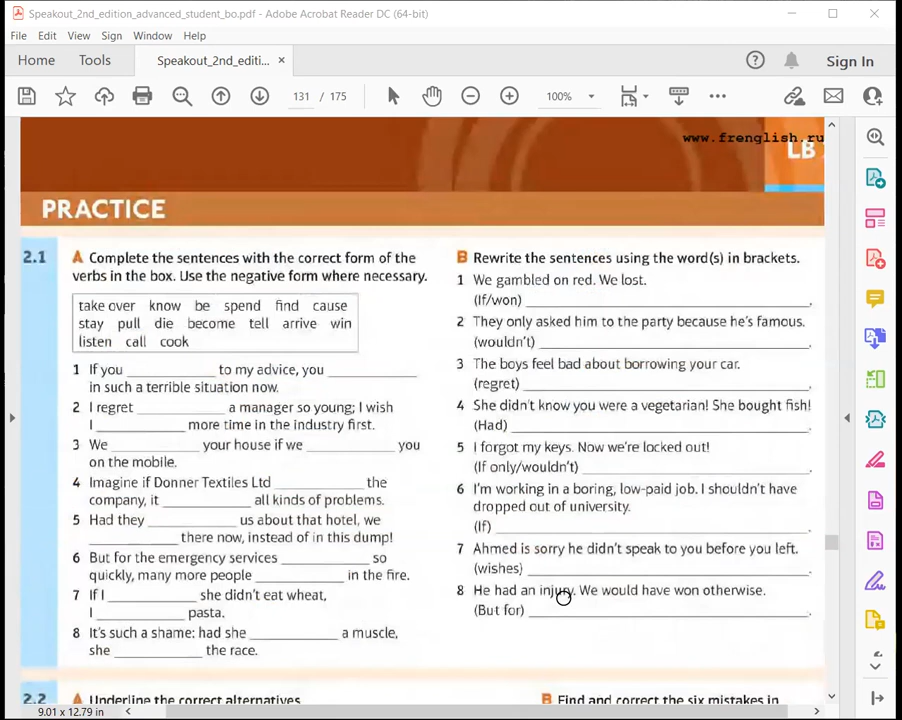 Speakout_2nd_edition_advanced_student_bo.pdf - Adobe Acrobat Reader DC (64-bit)
File Edit View Sign Window Help
Home Tools Speakout_2nd_editi... × Sign In
131 / 175 100%
www.frenglish.ru
LB
PRACTICE
2.1
A Complete the sentences with the correct form of the
verbs in the box. Use the negative form where necessary.
take over know be spend find cause
stay pull die become tell arrive win
listen call cook
1 If you ____________ to my advice, you ____________
in such a terrible situation now.
2 I regret ____________ a manager so young; I wish
I ____________ more time in the industry first.
3 We ____________ your house if we ____________ you
on the mobile.
4 Imagine if Donner Textiles Ltd ____________ the
company, it ____________ all kinds of problems.
5 Had they ____________ us about that hotel, we
____________ there now, instead of in this dump!
6 But for the emergency services ____________ so
quickly, many more people ____________ in the fire.
7 If I ____________ she didn't eat wheat,
I ____________ pasta.
8 It's such a shame: had she ____________ a muscle,
she ____________ the race.
B Rewrite the sentences using the word(s) in brackets.
1 We gambled on red. We lost.
(If/won) ____________.
2 They only asked him to the party because he's famous.
(wouldn't) ____________.
3 The boys feel bad about borrowing your car.
(regret) ____________.
4 She didn't know you were a vegetarian! She bought fish!
(Had) ____________.
5 I forgot my keys. Now we're locked out!
(If only/wouldn't) ____________.
6 I'm working in a boring, low-paid job. I shouldn't have
dropped out of university.
(If) ____________.
7 Ahmed is sorry he didn't speak to you before you left.
(wishes) ____________.
8 He had an injury. We would have won otherwise.
(But for) ____________.
2.2
A Underline the correct alternatives
B Find and correct the six mistakes in
9.01 x 12.79 in